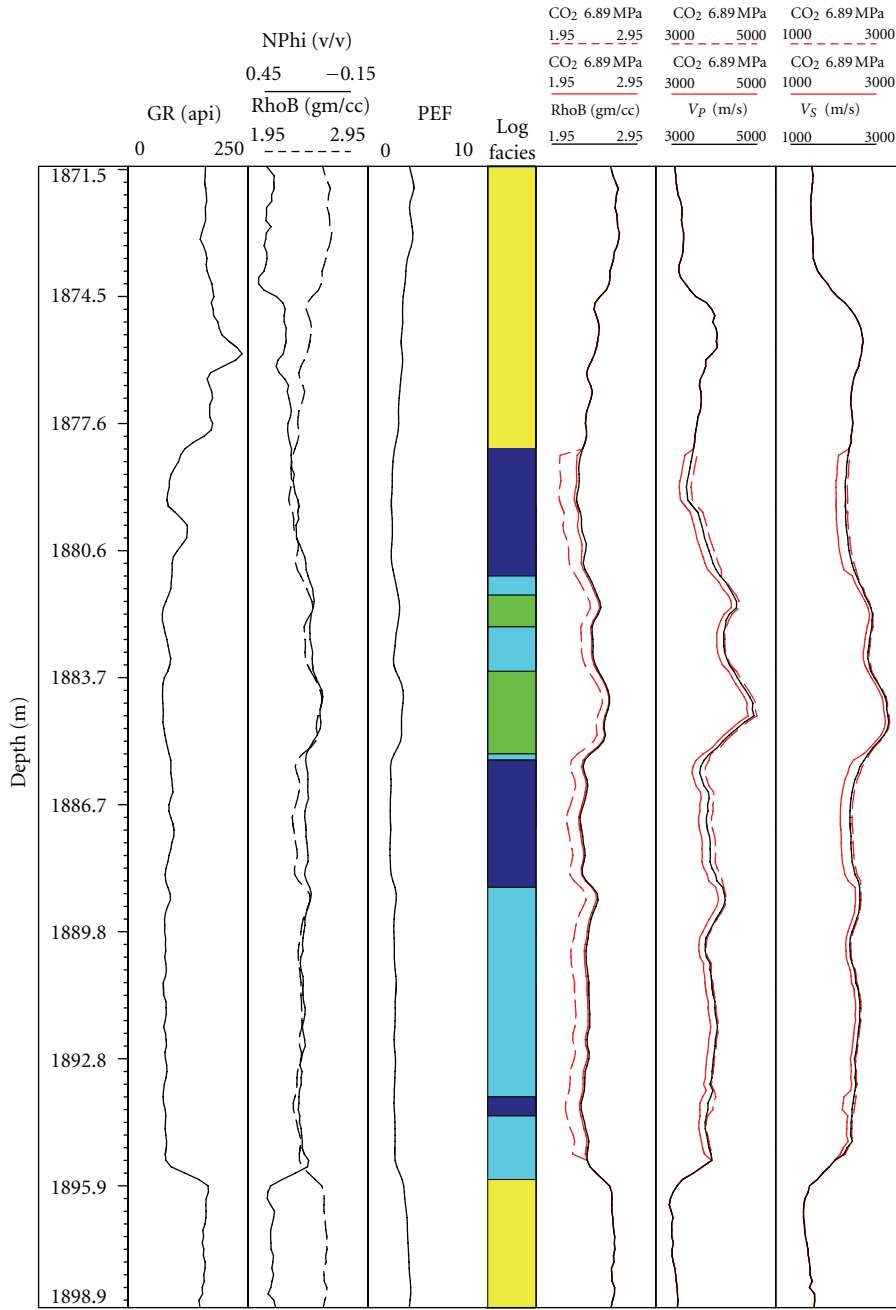 NPhi (v/v)
0.45 −0.15
GR (api)
0 250
RhoB (gm/cc)
1.95 2.95
PEF
0 10
Log
facies
CO2 6.89 MPa
1.95 2.95
CO2 6.89 MPa
1.95 2.95
RhoB (gm/cc)
1.95 2.95
CO2 6.89 MPa
3000 5000
CO2 6.89 MPa
3000 5000
VP (m/s)
3000 5000
CO2 6.89 MPa
1000 3000
CO2 6.89 MPa
1000 3000
VS (m/s)
1000 3000
Depth (m)
1871.5
1874.5
1877.6
1880.6
1883.7
1886.7
1889.8
1892.8
1895.9
1898.9